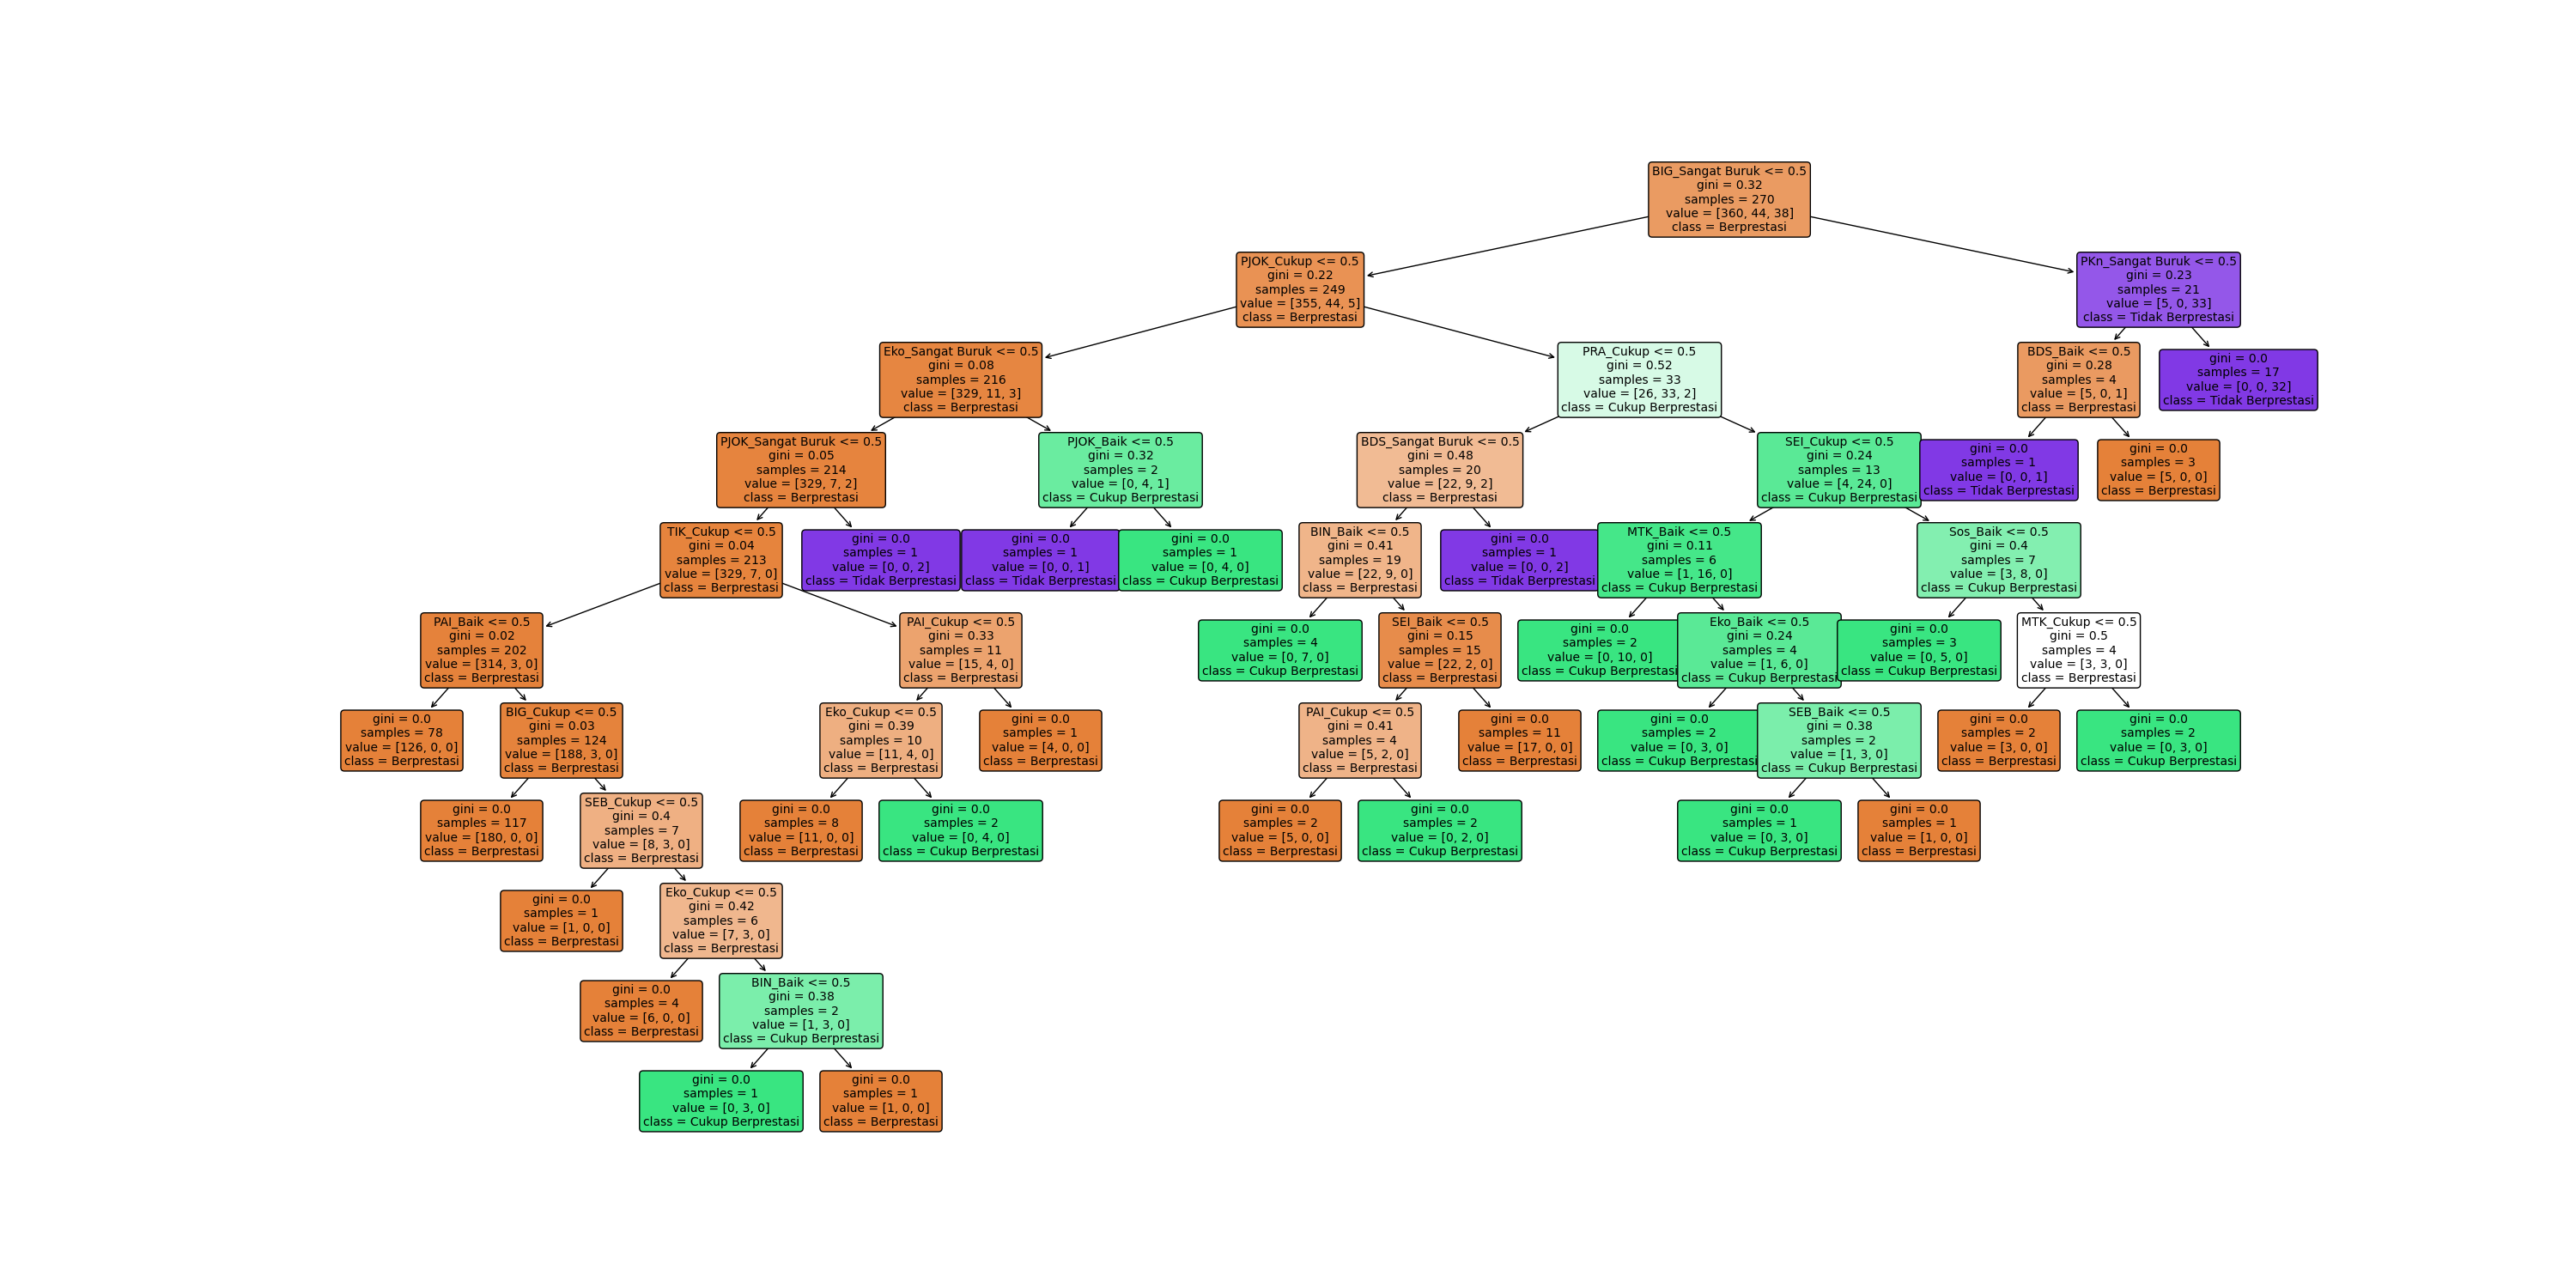 BIG_Sangat Buruk <= 0.5
gini = 0.32
samples = 270
value = [360, 44, 38]
class = Berprestasi
PJOK_Cukup <= 0.5
gini = 0.22
samples = 249
value = [355, 44, 5]
class = Berprestasi
PKn_Sangat Buruk <= 0.5
gini = 0.23
samples = 21
value = [5, 0, 33]
class = Tidak Berprestasi
Eko_Sangat Buruk <= 0.5
gini = 0.08
samples = 216
value = [329, 11, 3]
class = Berprestasi
PRA_Cukup <= 0.5
gini = 0.52
samples = 33
value = [26, 33, 2]
class = Cukup Berprestasi
BDS_Baik <= 0.5
gini = 0.28
samples = 4
value = [5, 0, 1]
class = Berprestasi
gini = 0.0
samples = 17
value = [0, 0, 32]
class = Tidak Berprestasi
PJOK_Sangat Buruk <= 0.5
gini = 0.05
samples = 214
value = [329, 7, 2]
class = Berprestasi
PJOK_Baik <= 0.5
gini = 0.32
samples = 2
value = [0, 4, 1]
class = Cukup Berprestasi
BDS_Sangat Buruk <= 0.5
gini = 0.48
samples = 20
value = [22, 9, 2]
class = Berprestasi
SEI_Cukup <= 0.5
gini = 0.24
samples = 13
value = [4, 24, 0]
class = Cukup Berprestasi
gini = 0.0
samples = 1
value = [0, 0, 1]
class = Tidak Berprestasi
gini = 0.0
samples = 3
value = [5, 0, 0]
class = Berprestasi
TIK_Cukup <= 0.5
gini = 0.04
samples = 213
value = [329, 7, 0]
class = Berprestasi
gini = 0.0
samples = 1
value = [0, 0, 2]
class = Tidak Berprestasi
gini = 0.0
samples = 1
value = [0, 0, 1]
class = Tidak Berprestasi
gini = 0.0
samples = 1
value = [0, 4, 0]
class = Cukup Berprestasi
BIN_Baik <= 0.5
gini = 0.41
samples = 19
value = [22, 9, 0]
class = Berprestasi
gini = 0.0
samples = 1
value = [0, 0, 2]
class = Tidak Berprestasi
MTK_Baik <= 0.5
gini = 0.11
samples = 6
value = [1, 16, 0]
class = Cukup Berprestasi
Sos_Baik <= 0.5
gini = 0.4
samples = 7
value = [3, 8, 0]
class = Cukup Berprestasi
PAI_Baik <= 0.5
gini = 0.02
samples = 202
value = [314, 3, 0]
class = Berprestasi
PAI_Cukup <= 0.5
gini = 0.33
samples = 11
value = [15, 4, 0]
class = Berprestasi
gini = 0.0
samples = 4
value = [0, 7, 0]
class = Cukup Berprestasi
SEI_Baik <= 0.5
gini = 0.15
samples = 15
value = [22, 2, 0]
class = Berprestasi
gini = 0.0
samples = 2
value = [0, 10, 0]
class = Cukup Berprestasi
Eko_Baik <= 0.5
gini = 0.24
samples = 4
value = [1, 6, 0]
class = Cukup Berprestasi
gini = 0.0
samples = 3
value = [0, 5, 0]
class = Cukup Berprestasi
MTK_Cukup <= 0.5
gini = 0.5
samples = 4
value = [3, 3, 0]
class = Berprestasi
gini = 0.0
samples = 78
value = [126, 0, 0]
class = Berprestasi
BIG_Cukup <= 0.5
gini = 0.03
samples = 124
value = [188, 3, 0]
class = Berprestasi
Eko_Cukup <= 0.5
gini = 0.39
samples = 10
value = [11, 4, 0]
class = Berprestasi
gini = 0.0
samples = 1
value = [4, 0, 0]
class = Berprestasi
PAI_Cukup <= 0.5
gini = 0.41
samples = 4
value = [5, 2, 0]
class = Berprestasi
gini = 0.0
samples = 11
value = [17, 0, 0]
class = Berprestasi
gini = 0.0
samples = 2
value = [0, 3, 0]
class = Cukup Berprestasi
SEB_Baik <= 0.5
gini = 0.38
samples = 2
value = [1, 3, 0]
class = Cukup Berprestasi
gini = 0.0
samples = 2
value = [3, 0, 0]
class = Berprestasi
gini = 0.0
samples = 2
value = [0, 3, 0]
class = Cukup Berprestasi
gini = 0.0
samples = 117
value = [180, 0, 0]
class = Berprestasi
SEB_Cukup <= 0.5
gini = 0.4
samples = 7
value = [8, 3, 0]
class = Berprestasi
gini = 0.0
samples = 8
value = [11, 0, 0]
class = Berprestasi
gini = 0.0
samples = 2
value = [0, 4, 0]
class = Cukup Berprestasi
gini = 0.0
samples = 2
value = [5, 0, 0]
class = Berprestasi
gini = 0.0
samples = 2
value = [0, 2, 0]
class = Cukup Berprestasi
gini = 0.0
samples = 1
value = [0, 3, 0]
class = Cukup Berprestasi
gini = 0.0
samples = 1
value = [1, 0, 0]
class = Berprestasi
gini = 0.0
samples = 1
value = [1, 0, 0]
class = Berprestasi
Eko_Cukup <= 0.5
gini = 0.42
samples = 6
value = [7, 3, 0]
class = Berprestasi
gini = 0.0
samples = 4
value = [6, 0, 0]
class = Berprestasi
BIN_Baik <= 0.5
gini = 0.38
samples = 2
value = [1, 3, 0]
class = Cukup Berprestasi
gini = 0.0
samples = 1
value = [0, 3, 0]
class = Cukup Berprestasi
gini = 0.0
samples = 1
value = [1, 0, 0]
class = Berprestasi